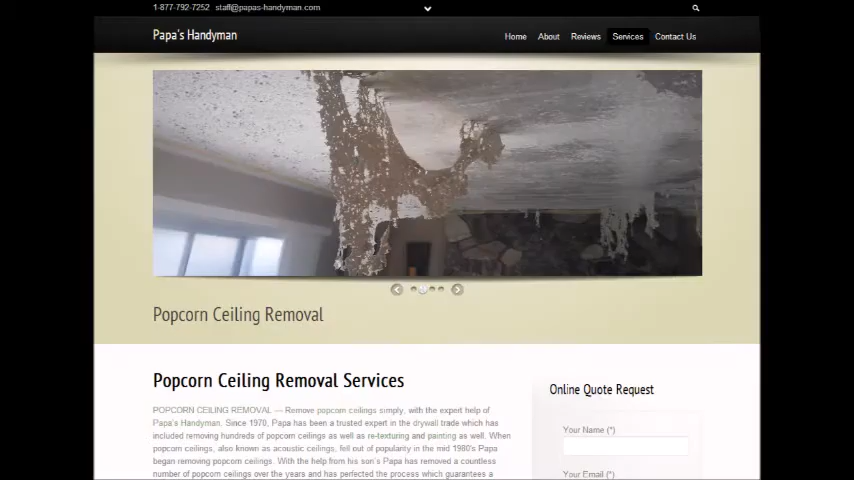 1-877-792-7252 staff@papas-handyman.com
Papa's Handyman
Home About Reviews Services Contact Us
Popcorn Ceiling Removal
Popcorn Ceiling Removal Services
POPCORN CEILING REMOVAL — Remove popcorn ceilings simply, with the expert help of
Papa's Handyman. Since 1970, Papa has been a trusted expert in the drywall trade which has
included removing hundreds of popcorn ceilings as well as re-texturing and painting as well. When
popcorn ceilings, also known as acoustic ceilings, fell out of popularity in the mid 1980's Papa
began removing popcorn ceilings. With the help from his son's Papa has removed a countless
number of popcorn ceilings over the years and has perfected the process which guarantees a
Online Quote Request
Your Name (*)
Your Email (*)